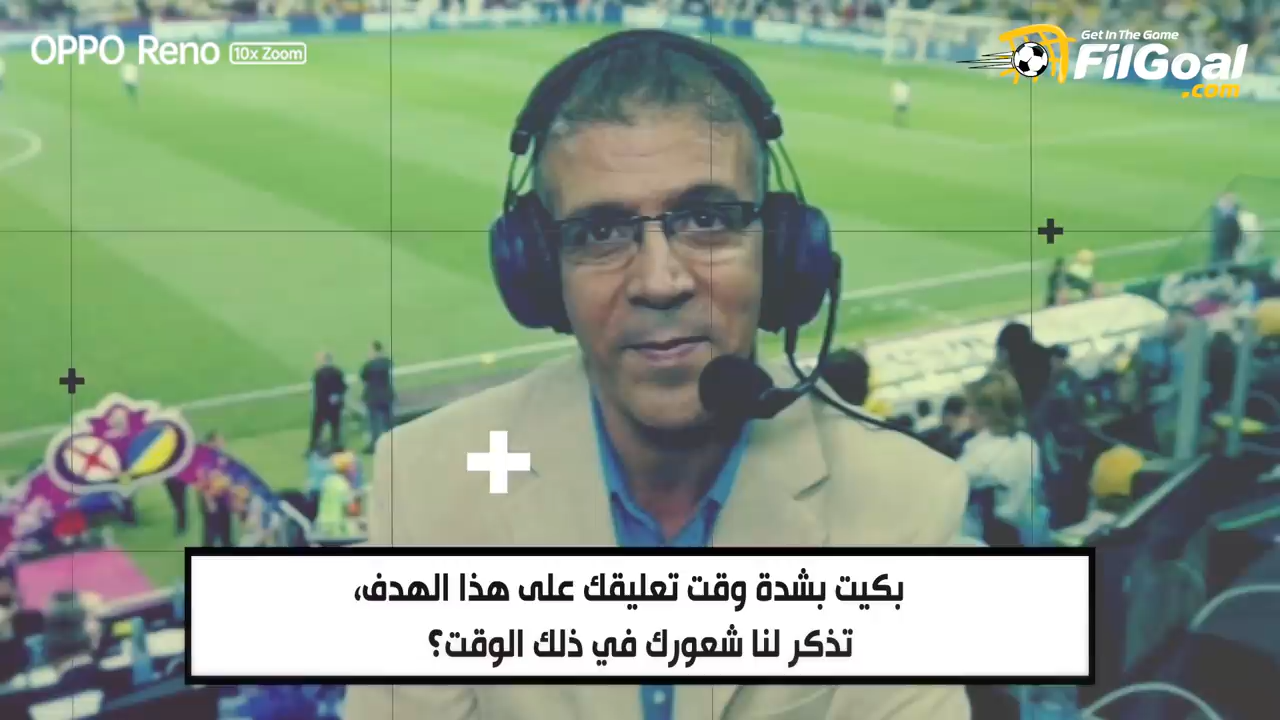 OPPO Reno 10x Zoom
Get In The Game
FilGoal
.com
بكيت بشدة وقت تعليقك على هذا الهدف،
تذكر لنا شعورك في ذلك الوقت؟